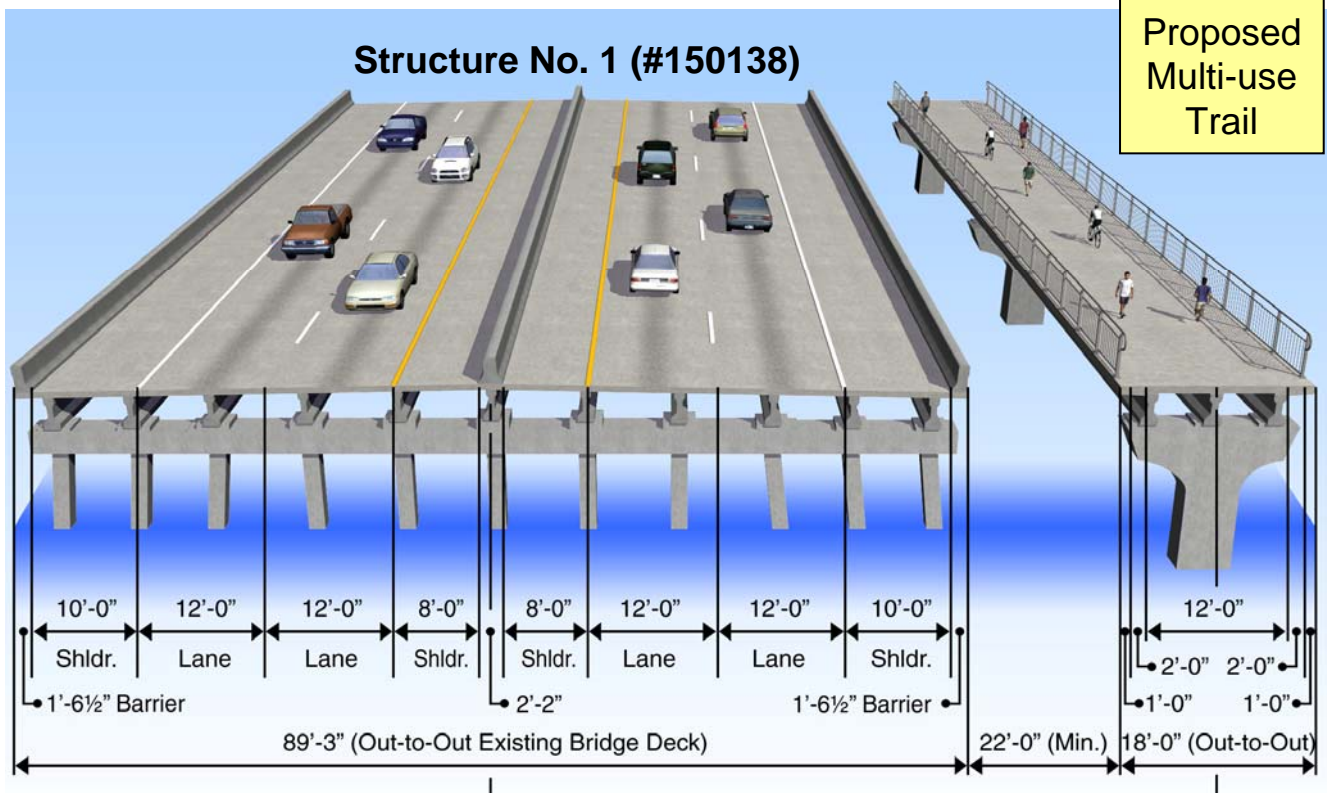 Proposed
Multi-use
Trail
Structure No. 1 (#150138)
10’-0” 12’-0” 12’-0” 8’-0” 8’-0” 12’-0” 12’-0” 10’-0” 12’-0”
Shldr. Lane Lane Shldr. Shldr. Lane Lane Shldr. 2’-0” 2’-0”
1’-6½” Barrier 2’-2” 1’-6½” Barrier 1’-0” 1’-0”
89’-3” (Out-to-Out Existing Bridge Deck) 22’-0” (Min.) 18’-0” (Out-to-Out)